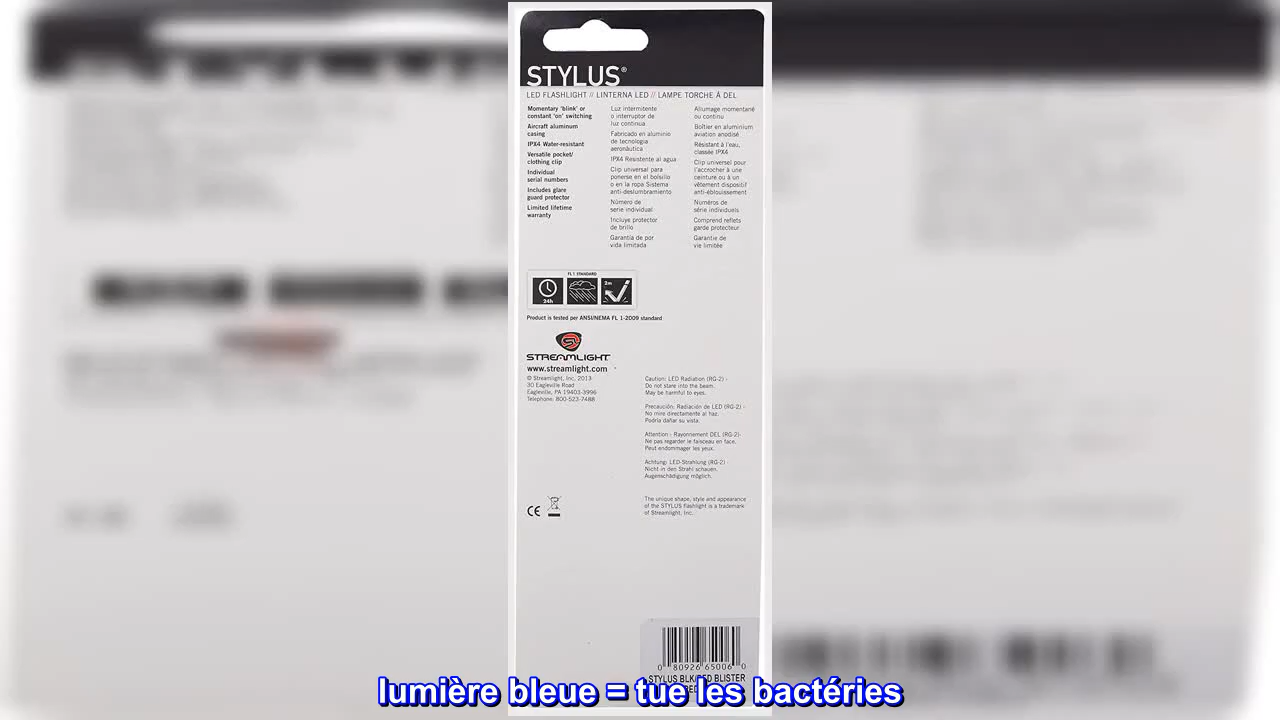 STYLUS®
LED FLASHLIGHT // LINTERNA LED // LAMPE TORCHE À DEL
Momentary 'blink' or
constant 'on' switching
Aircraft aluminum
casing
IPX4 Water-resistant
Versatile pocket/
clothing clip
Individual
serial numbers
Includes glare
guard protector
Limited lifetime
warranty
Luz intermitente
o interruptor de
luz continua
Fabricado en aluminio
de tecnología
aeronáutica
IPX4 Resistente al agua
Clip universal para
ponerse en el bolsillo
o en la ropa Sistema
anti-deslumbramiento
Número de
serie individual
Incluye protector
de brillo
Garantía de por
vida limitada
Allumage momentané
ou continu
Boîtier en aluminium
aviation anodisé
Résistant à l'eau,
classée IPX4
Clip universel pour
l'accrocher à une
ceinture ou à un
vêtement dispositif
anti-éblouissement
Numéros de
série individuels
Comprend reflets
garde protecteur
Garantie de
vie limitée
FL 1 STANDARD
24h
2m
Product is tested per ANSI/NEMA FL 1-2009 standard
STREAMLIGHT
www.streamlight.com
© Streamlight, Inc. 2013
30 Eagleville Road
Eagleville, PA 19403-3996
Telephone: 800-523-7488
Caution: LED Radiation (RG-2) -
Do not stare into the beam.
May be harmful to eyes.
Precaución: Radiación de LED (RG-2) -
No mire directamente al haz.
Podría dañar su vista.
Attention - Rayonnement DEL (RG-2)-
Ne pas regarder le faisceau en face.
Peut endommager les yeux.
Achtung: LED-Strahlung (RG-2)
Nicht in den Strahl schauen.
Augenschädigung möglich.
CE
The unique shape, style and appearance
of the STYLUS flashlight is a trademark
of Streamlight, Inc.
0 80926 65006 0
STYLUS BLK/RED BLISTER
lumière bleue = tue les bactéries